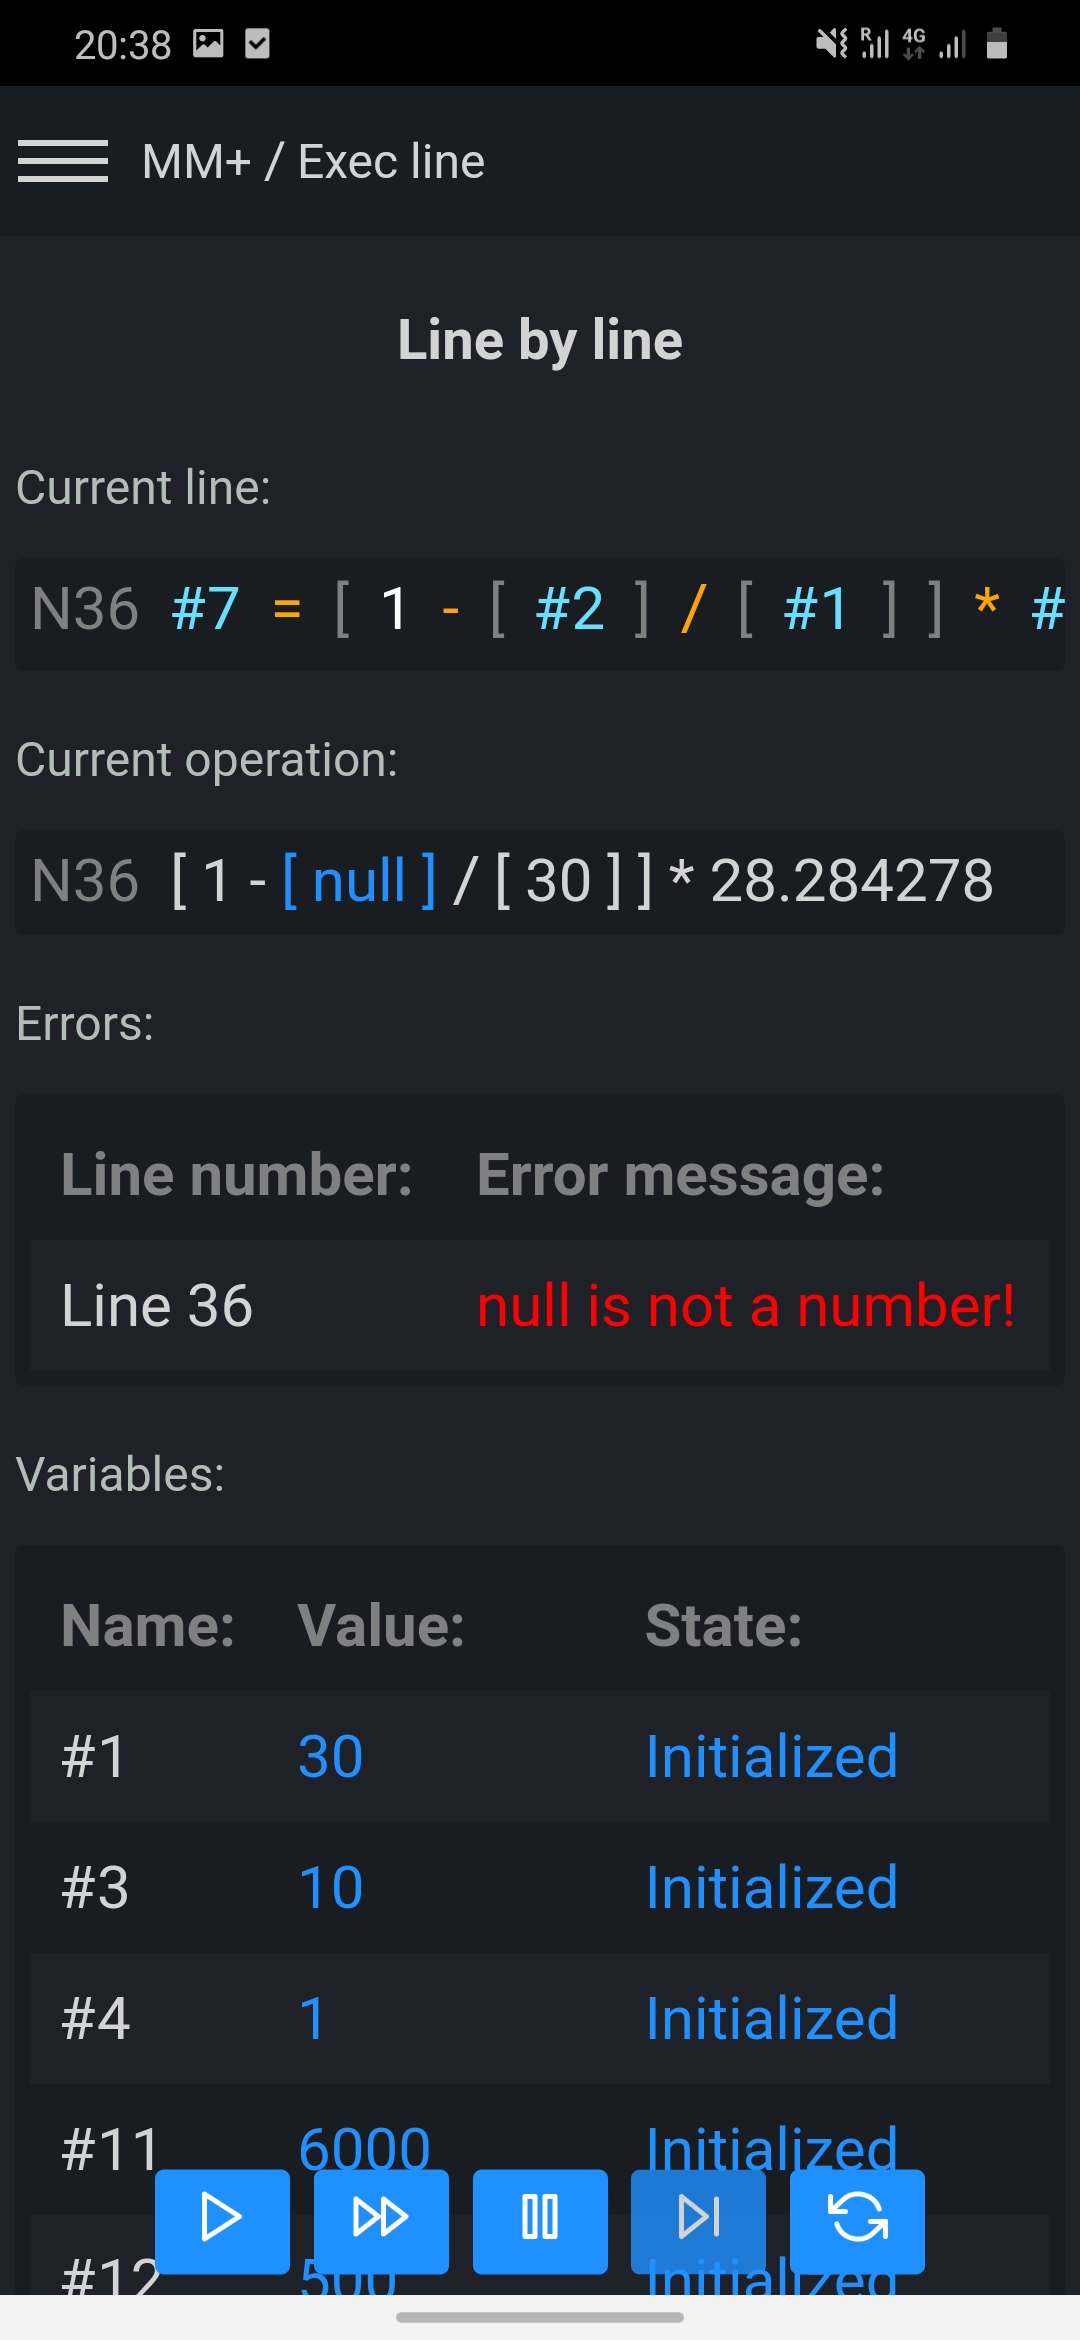 20:38 R 4G
MM+ / Exec line
Line by line
Current line:
N36 #7 = [ 1 - [ #2 ] / [ #1 ] ] * #
Current operation:
N36 [ 1 - [ null ] / [ 30 ] ] * 28.284278
Errors:
Line number: Error message:
Line 36 null is not a number!
Variables:
Name: Value: State:
#1 30 Initialized
#3 10 Initialized
#4 1 Initialized
#11 6000 Initialized
#12 500 Initialized